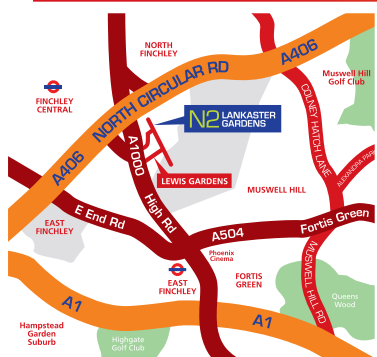 NORTH
FINCHLEY
A406
Muswell Hill
Golf Club
NORTH CIRCULAR RD
FINCHLEY
CENTRAL
COLNEY HATCH LANE
N2 LANKASTER
GARDENS
A1000
ALEXANDRA PAR
A406
LEWIS GARDENS
MUSWELL HILL
High Rd
E End Rd
Fortis Green
EAST
FINCHLEY
A504
MUSWELL HILL RD
Phoenix
Cinema
EAST
FINCHLEY
FORTIS
GREEN
Queens
Wood
A1
A1
Hampstead
Garden
Suburb
Highgate
Golf Club